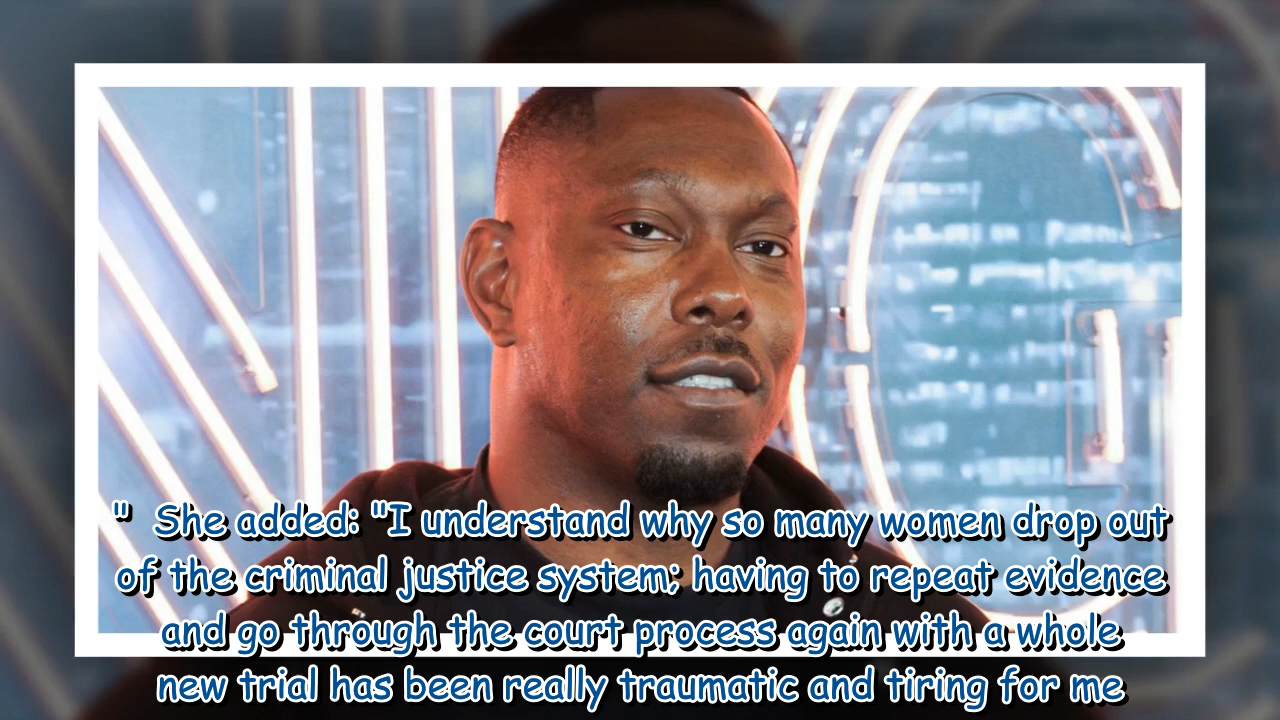 "  She added: "I understand why so many women drop out
of the criminal justice system; having to repeat evidence
and go through the court process again with a whole
new trial has been really traumatic and tiring for me